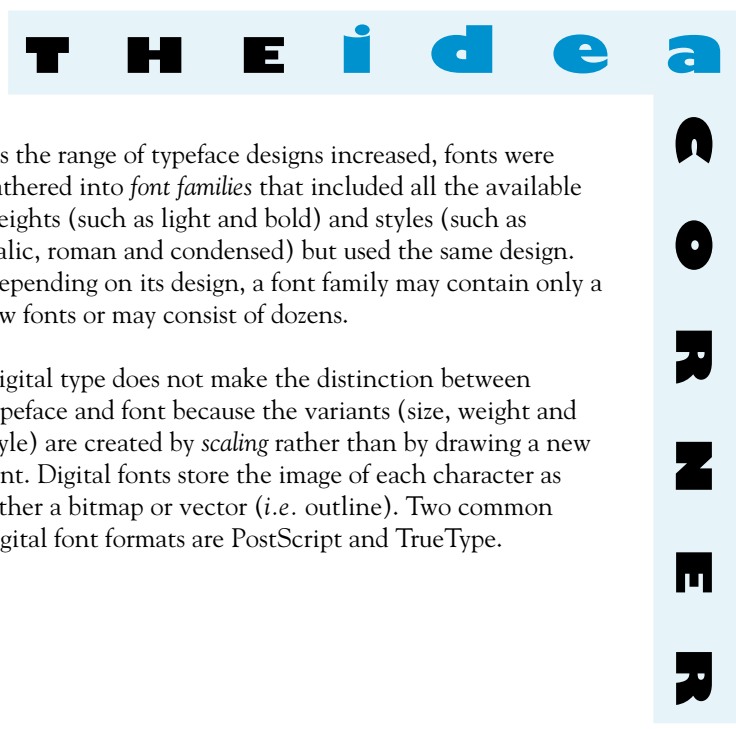 THE idea
CORNER
s the range of typeface designs increased, fonts were
thered into font families that included all the available
eights (such as light and bold) and styles (such as
alic, roman and condensed) but used the same design.
epending on its design, a font family may contain only a
w fonts or may consist of dozens.
igital type does not make the distinction between
peface and font because the variants (size, weight and
yle) are created by scaling rather than by drawing a new
nt. Digital fonts store the image of each character as
ther a bitmap or vector (i.e. outline). Two common
gital font formats are PostScript and TrueType.